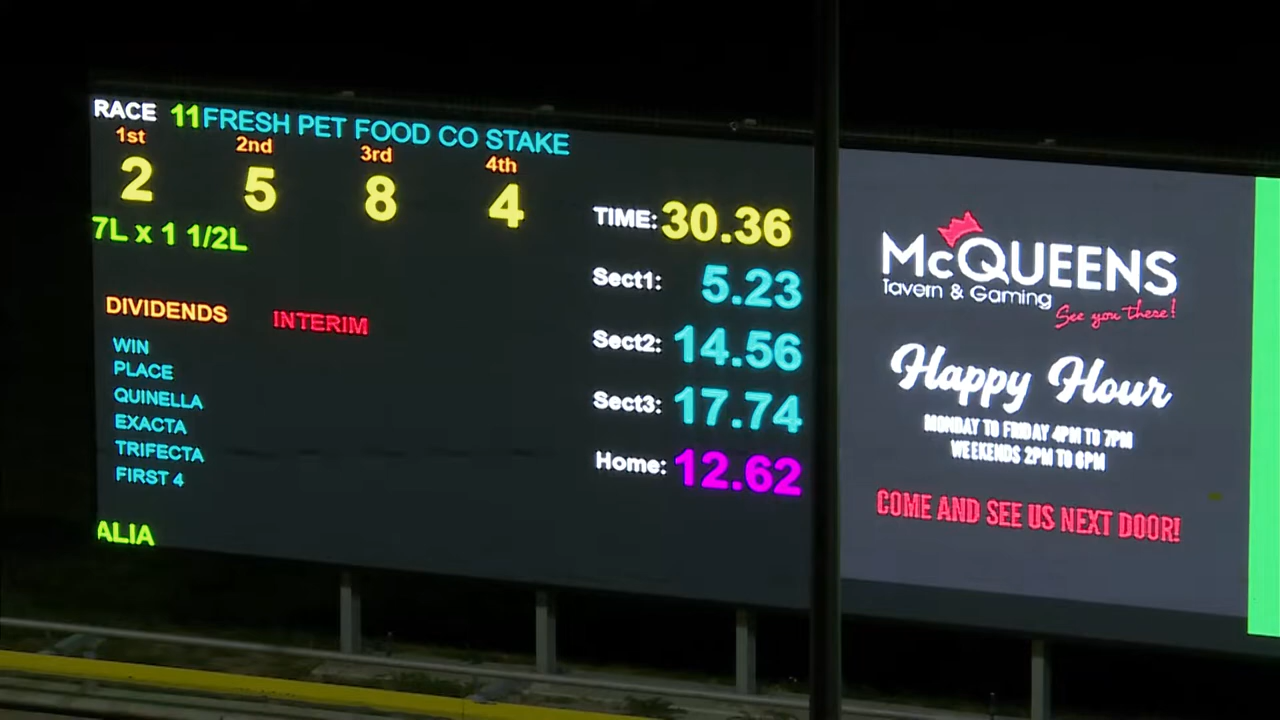 RACE 11 FRESH PET FOOD CO STAKE
1st 2nd 3rd 4th
2 5 8 4
7L x 1 1/2L
TIME: 30.36
Sect1: 5.23
Sect2: 14.56
Sect3: 17.74
Home: 12.62
DIVIDENDS INTERIM
WIN
PLACE
QUINELLA
EXACTA
TRIFECTA
FIRST 4
ALIA
McQUEENS
Tavern & Gaming
See you there!
Happy Hour
MONDAY TO FRIDAY 4PM TO 7PM
WEEKENDS 2PM TO 6PM
COME AND SEE US NEXT DOOR!